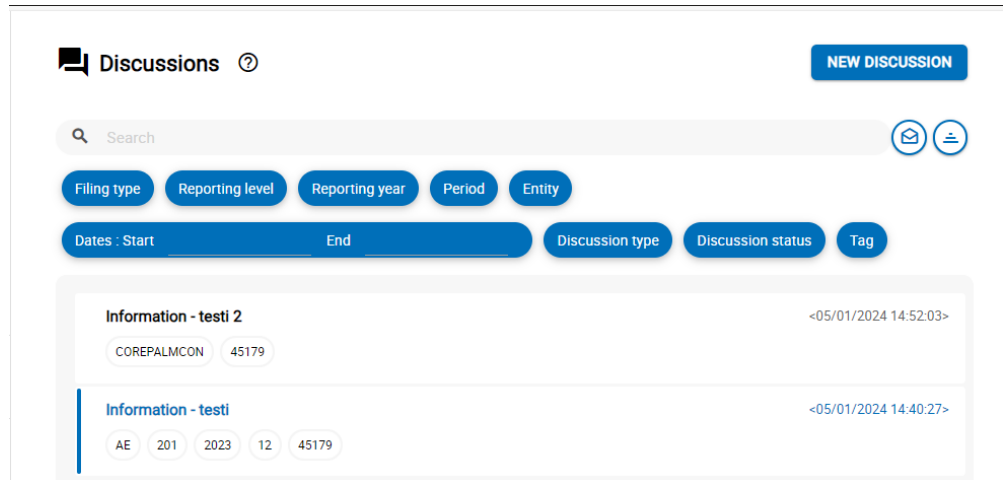 Discussions
NEW DISCUSSION
Search
Filing type Reporting level Reporting year Period Entity
Dates : Start End Discussion type Discussion status Tag
Information - testi 2 <05/01/2024 14:52:03>
COREPALMCON 45179
Information - testi <05/01/2024 14:40:27>
AE 201 2023 12 45179